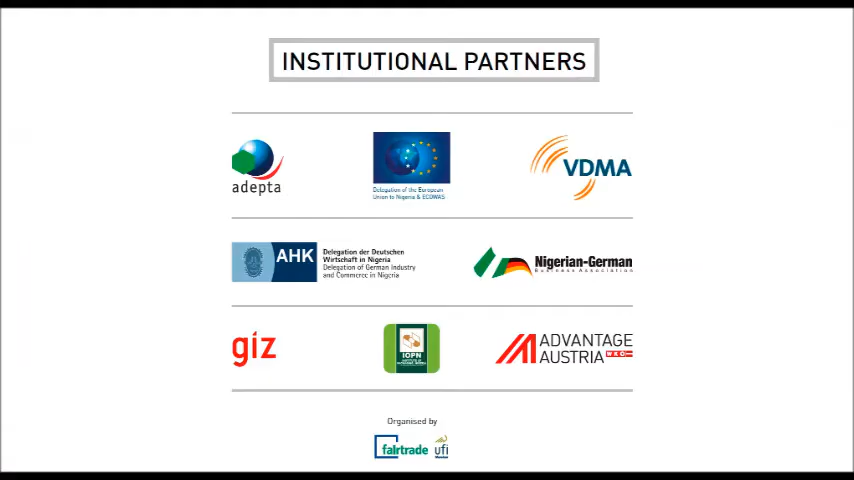 INSTITUTIONAL PARTNERS
adepta
Delegation of the European
Union to Nigeria & ECOWAS
VDMA
AHK
Delegation der Deutschen
Wirtschaft in Nigeria
Delegation of German Industry
and Commerce in Nigeria
Nigerian-German
Business Association
giz
IOPN
ADVANTAGE
AUSTRIA WKO
Organised by
fairtrade ufi
Member